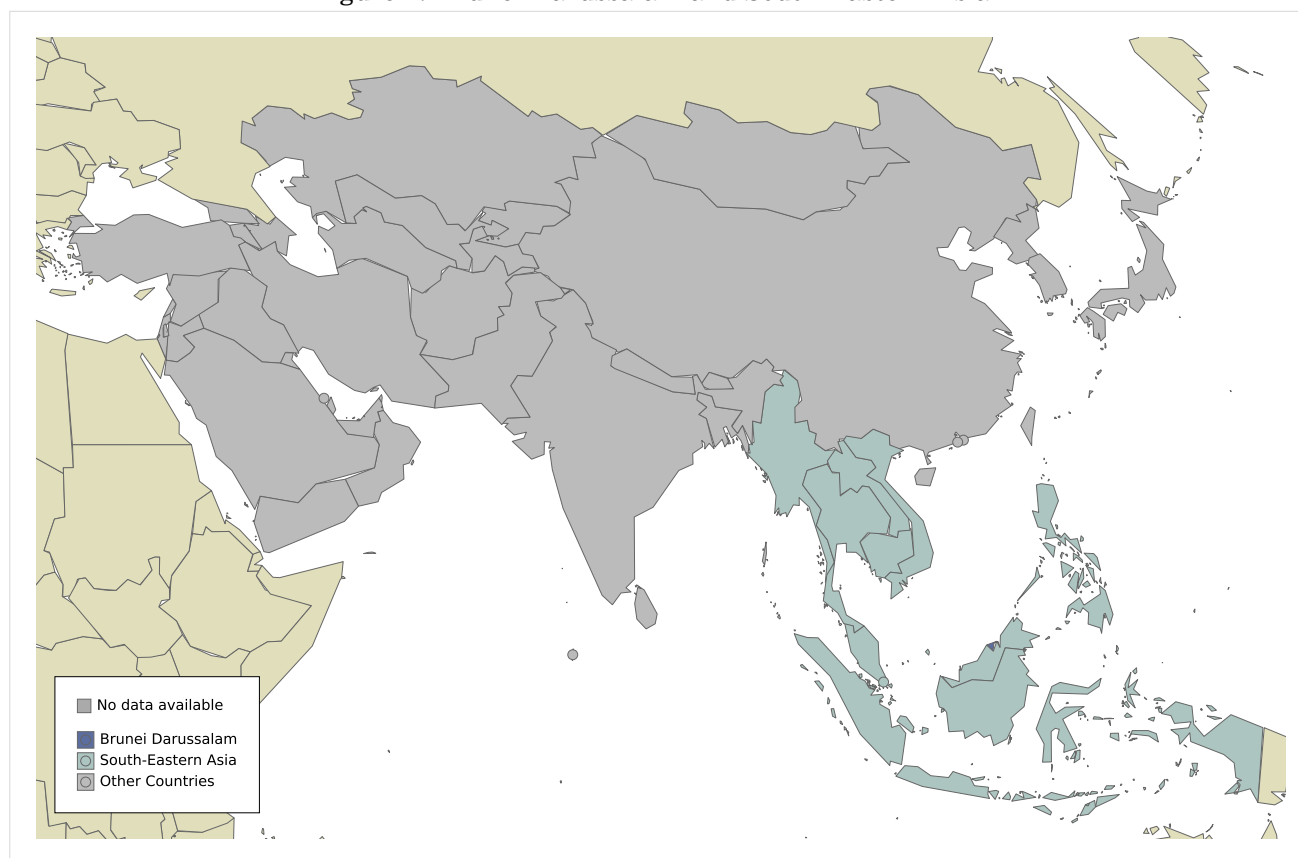 No data available
Brunei Darussalam
South-Eastern Asia
Other Countries